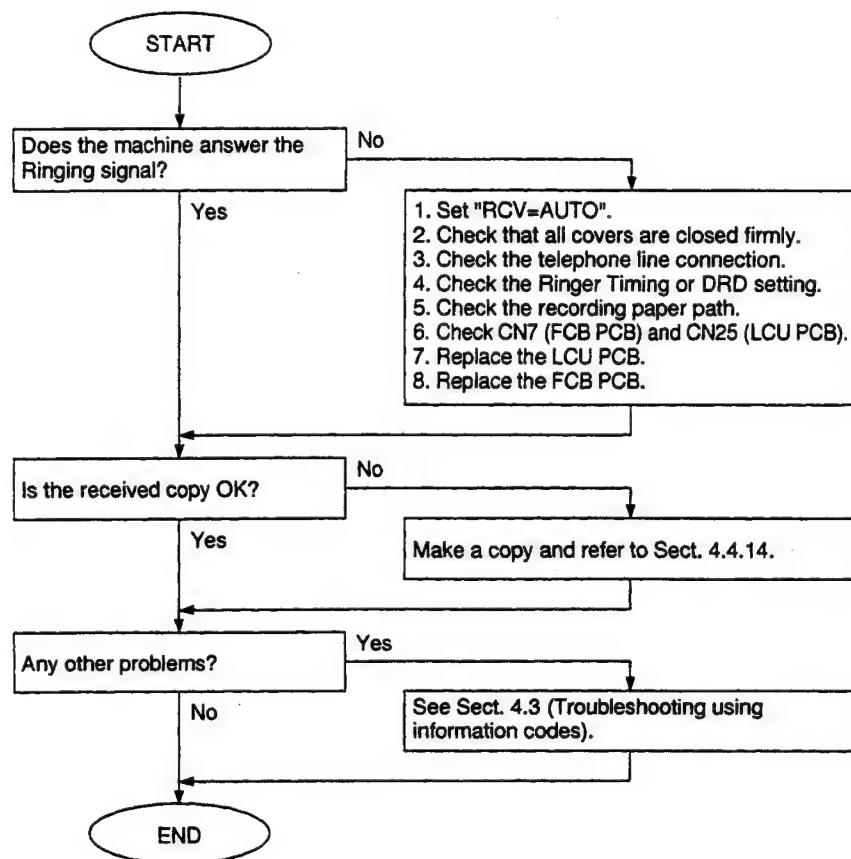 START
Does the machine answer the
Ringing signal?
No
Yes
1. Set "RCV=AUTO".
2. Check that all covers are closed firmly.
3. Check the telephone line connection.
4. Check the Ringer Timing or DRD setting.
5. Check the recording paper path.
6. Check CN7 (FCB PCB) and CN25 (LCU PCB).
7. Replace the LCU PCB.
8. Replace the FCB PCB.
Is the received copy OK?
No
Yes
Make a copy and refer to Sect. 4.4.14.
Any other problems?
Yes
No
See Sect. 4.3 (Troubleshooting using
information codes).
END